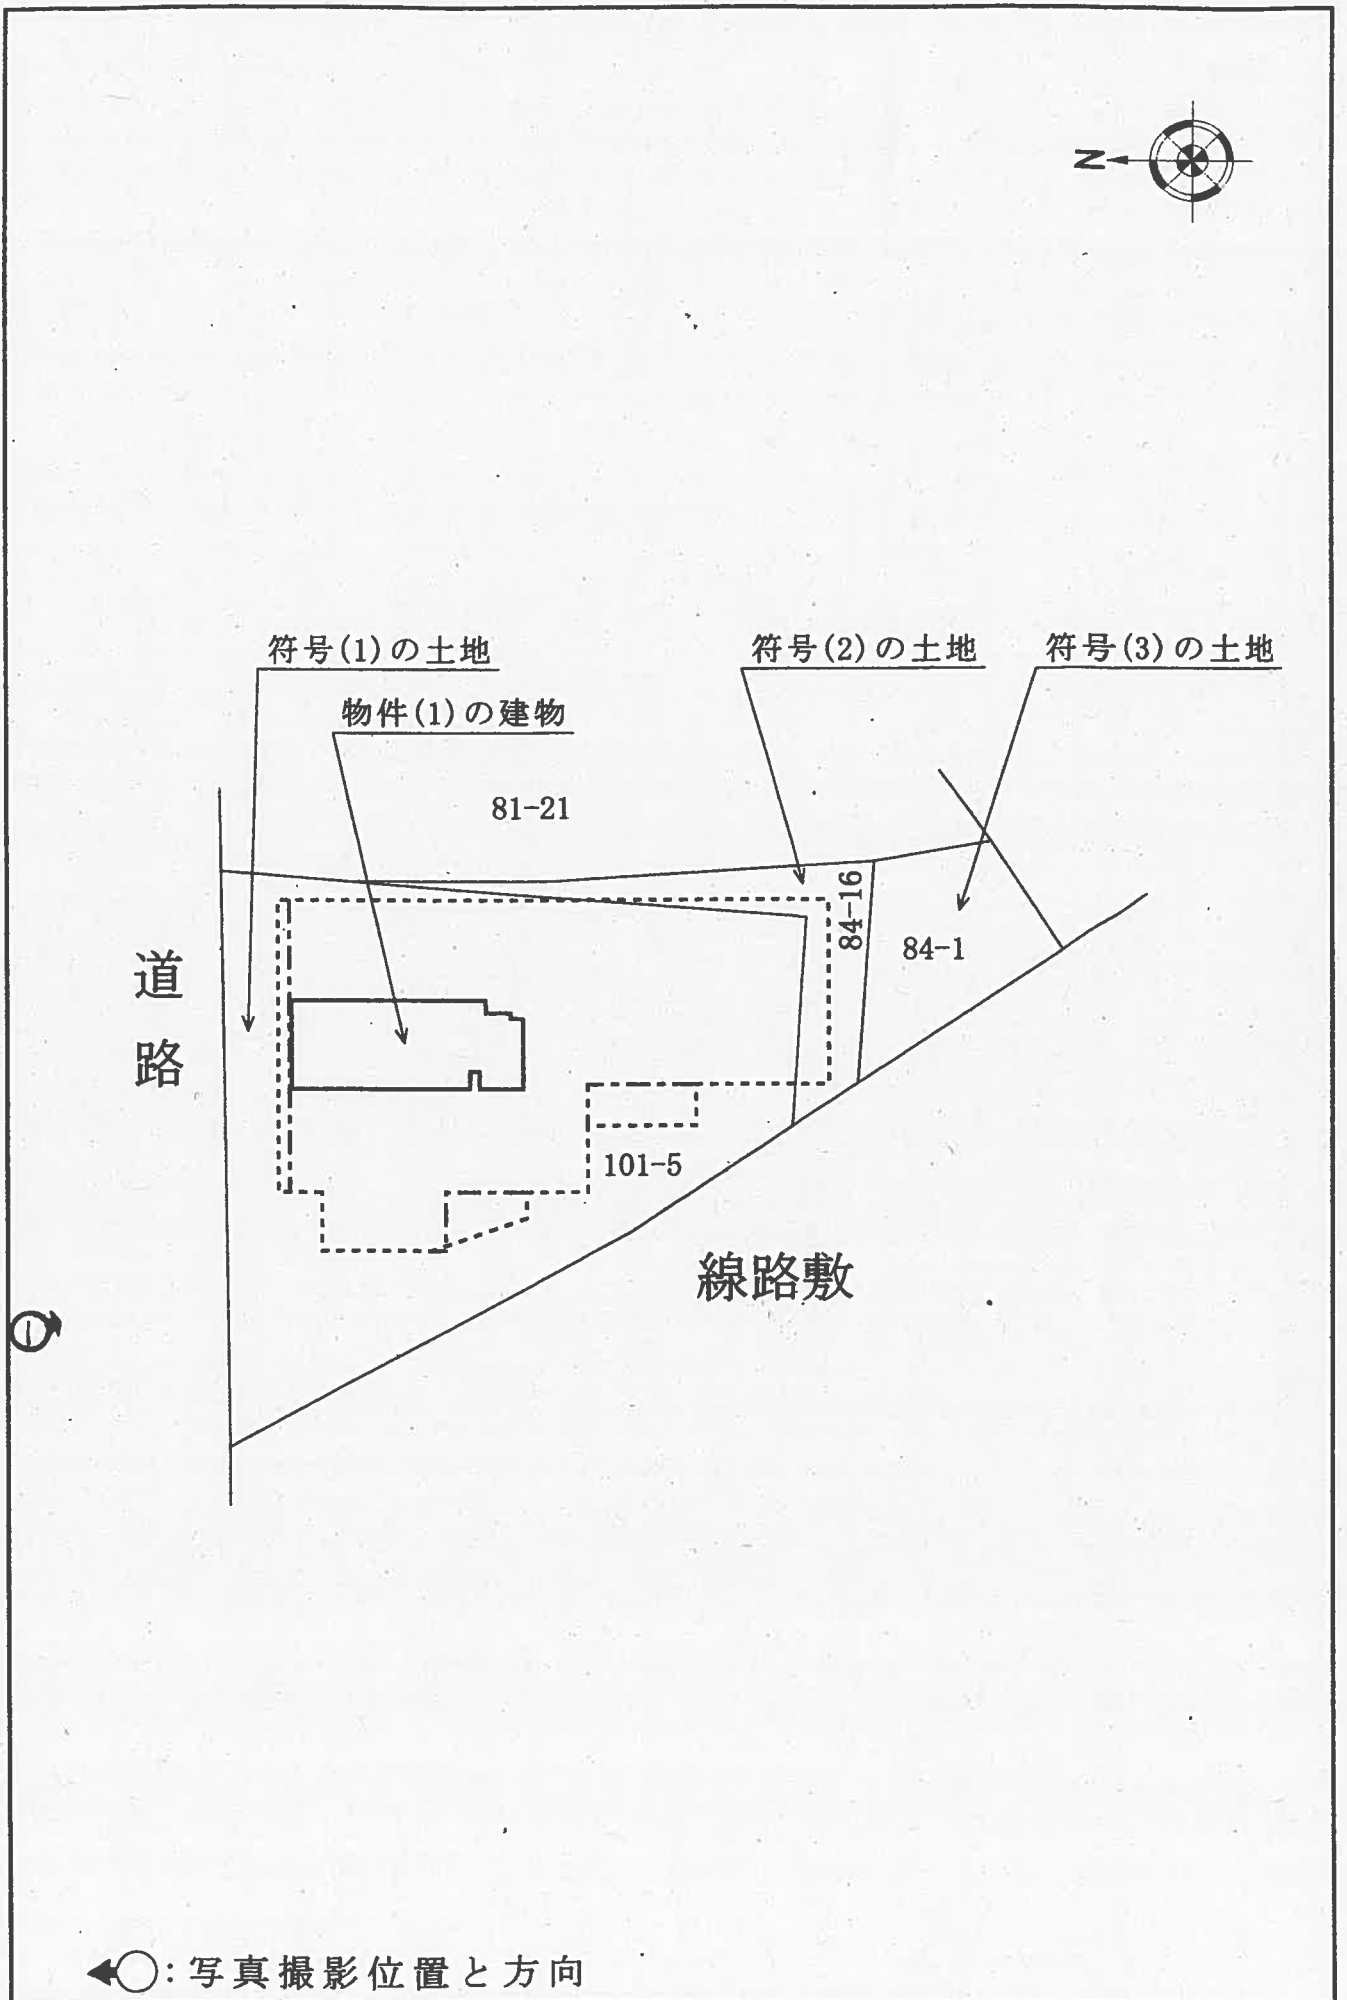 N
符号(1)の土地
符号(2)の土地
符号(3)の土地
物件(1)の建物
81-21
84-16
84-1
道路
101-5
線路敷
1
:写真撮影位置と方向